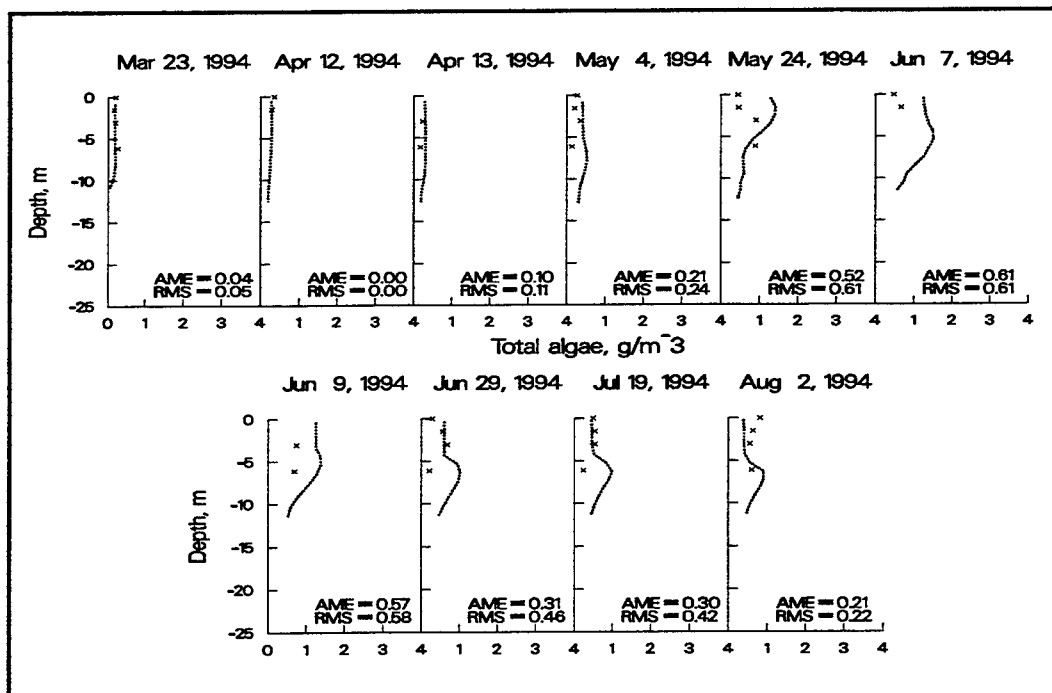 Mar 23, 1994 Apr 12, 1994 Apr 13, 1994 May 4, 1994 May 24, 1994 Jun 7, 1994
0
-5
-10
-15
-20
-25
Depth, m
AME = 0.04 AME = 0.00 AME = 0.10 AME = 0.21 AME = 0.52 AME = 0.61
RMS = 0.05 RMS = 0.00 RMS = 0.11 RMS = 0.24 RMS = 0.61 RMS = 0.61
0 1 2 3 4 1 2 3 4 1 2 3 4 1 2 3 4 1 2 3 4 1 2 3 4
Total algae, g/m^3
Jun 9, 1994 Jun 29, 1994 Jul 19, 1994 Aug 2, 1994
0
-5
-10
-15
-20
-25
Depth, m
AME = 0.57 AME = 0.31 AME = 0.30 AME = 0.21
RMS = 0.58 RMS = 0.46 RMS = 0.42 RMS = 0.22
0 1 2 3 4 1 2 3 4 1 2 3 4 1 2 3 4